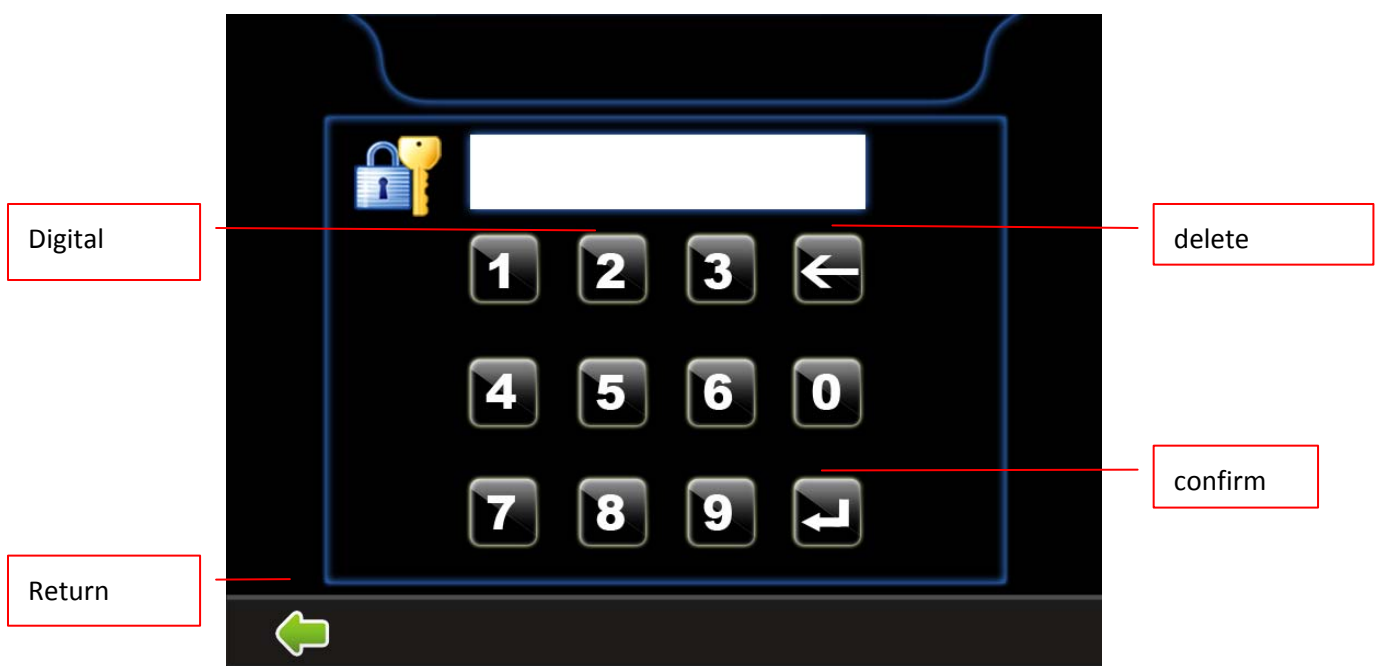 Digital
delete
1 2 3 ←
4 5 6 0
confirm
7 8 9 ↵
Return